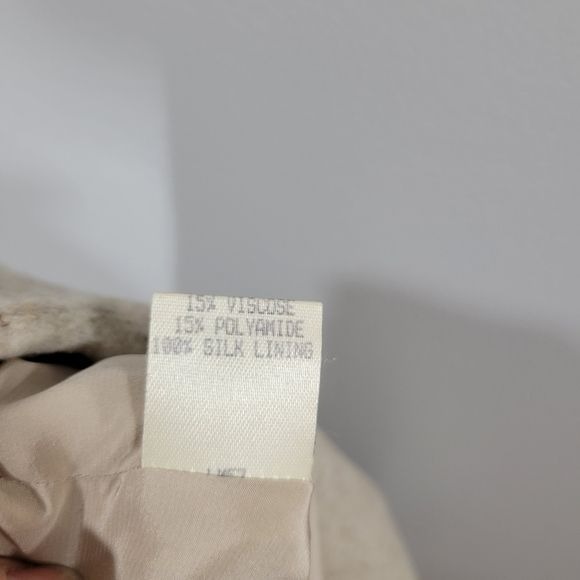 15% VISCOSE
15% POLYAMIDE
100% SILK LINING